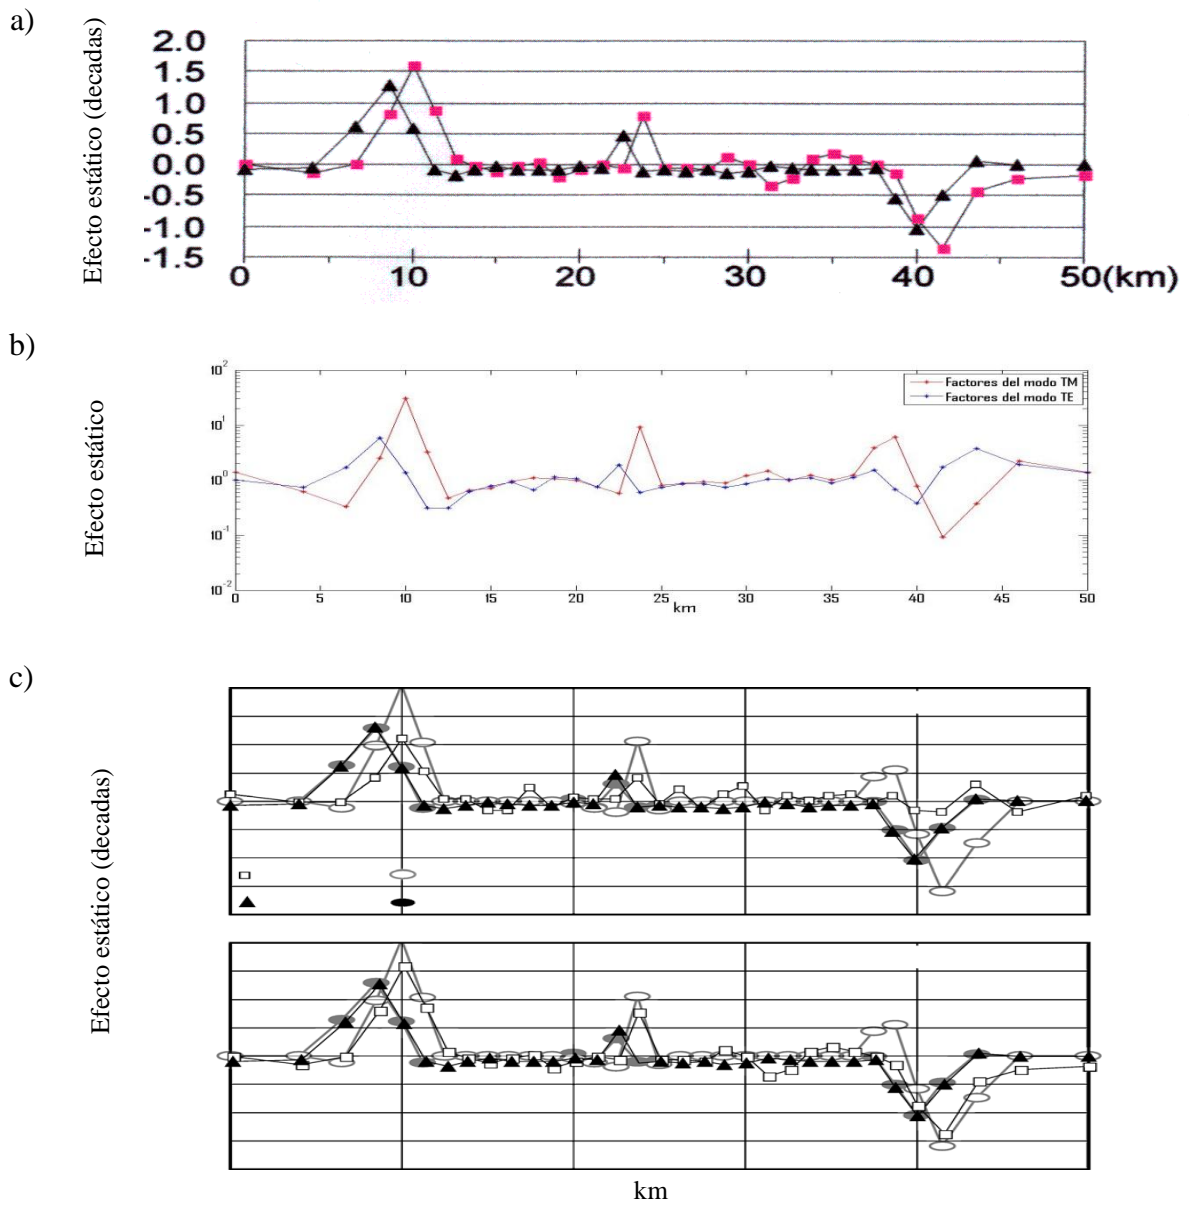 a)
Efecto estático (decadas)
2.0
1.5
1.0
0.5
0.0
-0.5
-1.0
-1.5
0 10 20 30 40 50(km)
b)
Efecto estático
10²
10¹
10⁰
10⁻¹
10⁻²
Factores del modo TM
Factores del modo TE
0 5 10 15 20 25 30 35 40 45 50
km
c)
Efecto estático (decadas)
km